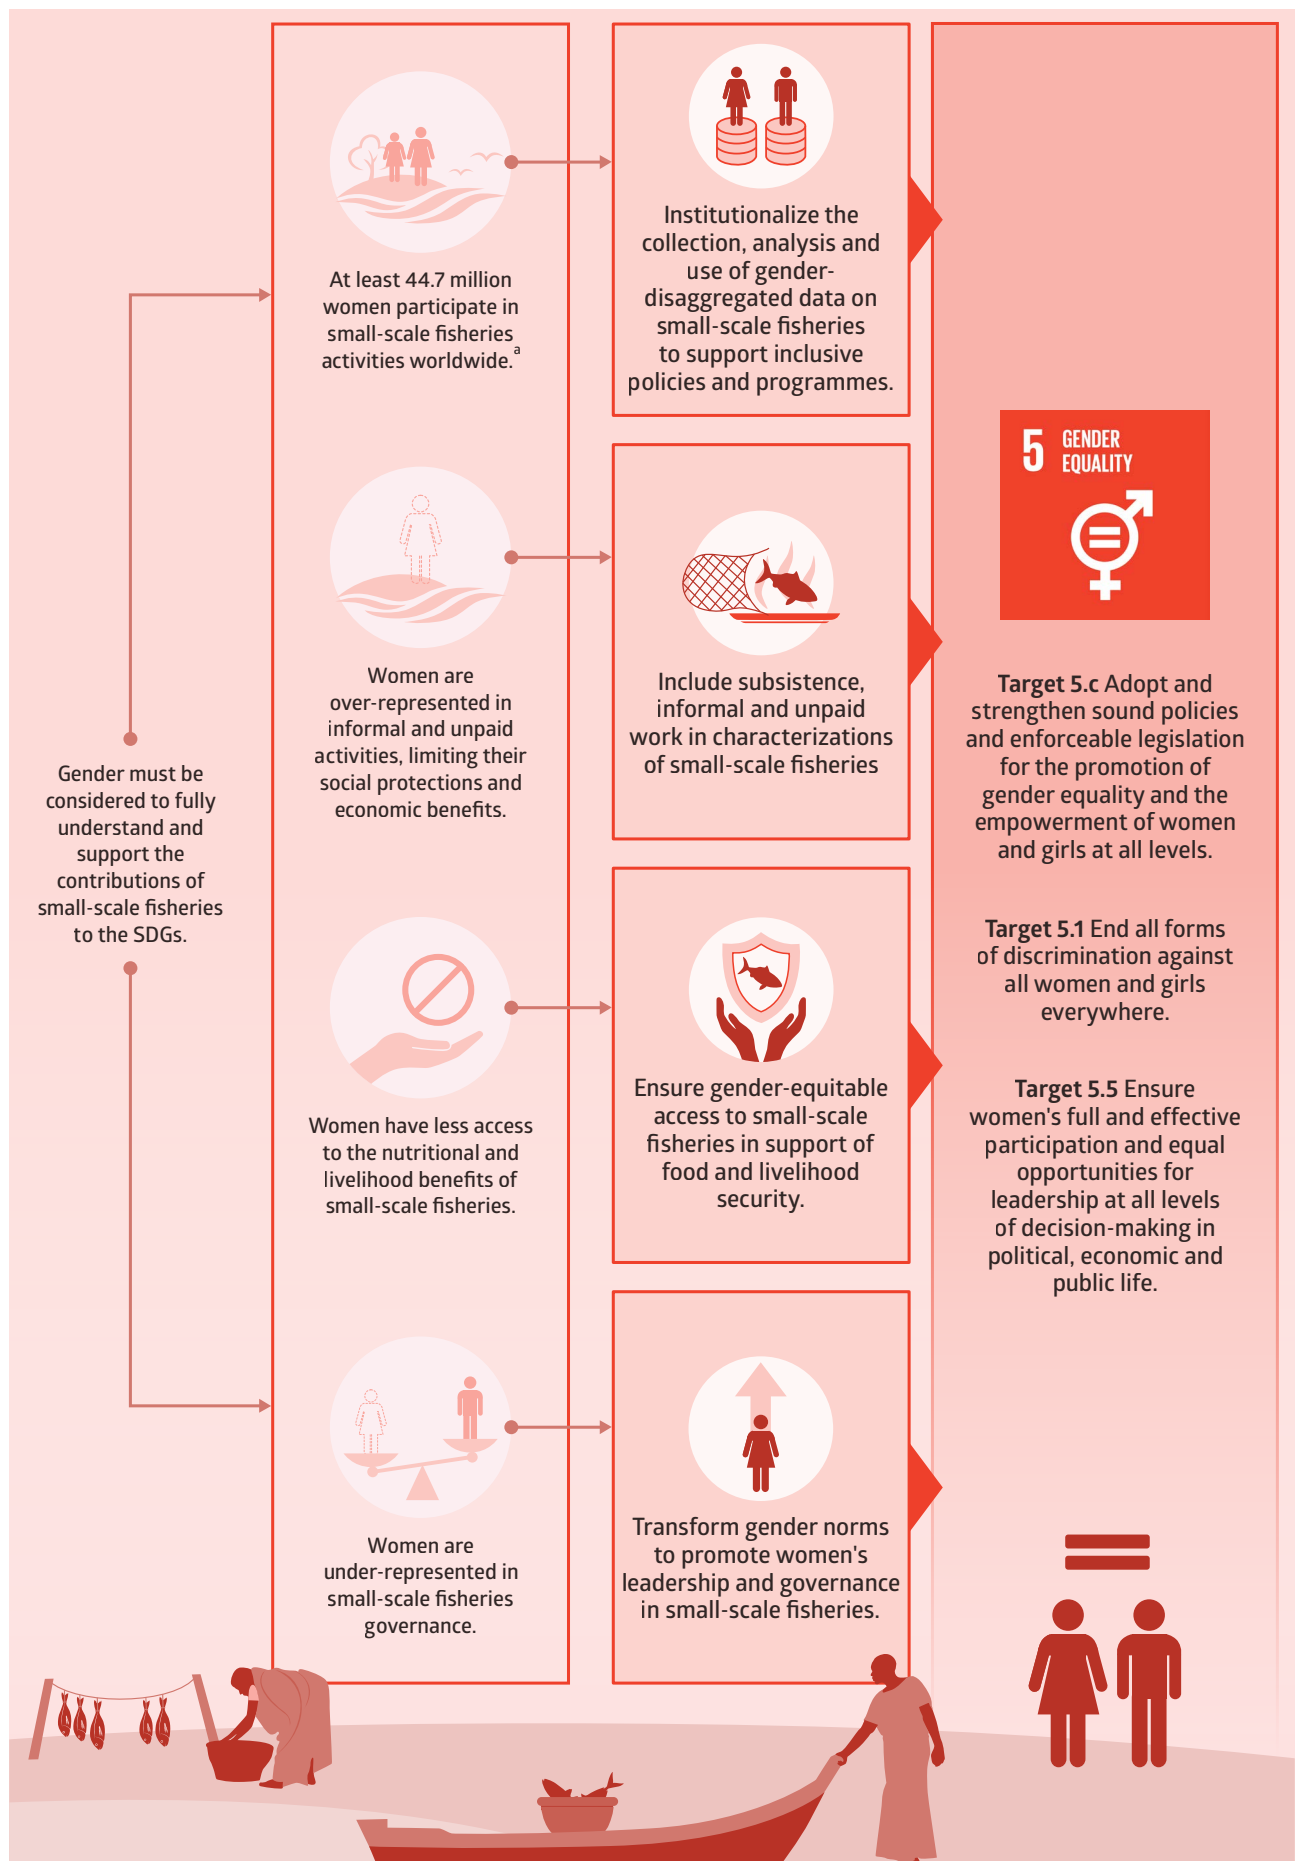 Gender must be
considered to fully
understand and
support the
contributions of
small-scale fisheries
to the SDGs.
At least 44.7 million
women participate in
small-scale fisheries
activities worldwide.a
Women are
over-represented in
informal and unpaid
activities, limiting their
social protections and
economic benefits.
Women have less access
to the nutritional and
livelihood benefits of
small-scale fisheries.
Women are
under-represented in
small-scale fisheries
governance.
Institutionalize the
collection, analysis and
use of gender-
disaggregated data on
small-scale fisheries
to support inclusive
policies and programmes.
Include subsistence,
informal and unpaid
work in characterizations
of small-scale fisheries
Ensure gender-equitable
access to small-scale
fisheries in support of
food and livelihood
security.
Transform gender norms
to promote women's
leadership and governance
in small-scale fisheries.
5 GENDER
EQUALITY
Target 5.c Adopt and
strengthen sound policies
and enforceable legislation
for the promotion of
gender equality and the
empowerment of women
and girls at all levels.
Target 5.1 End all forms
of discrimination against
all women and girls
everywhere.
Target 5.5 Ensure
women's full and effective
participation and equal
opportunities for
leadership at all levels
of decision-making in
political, economic and
public life.